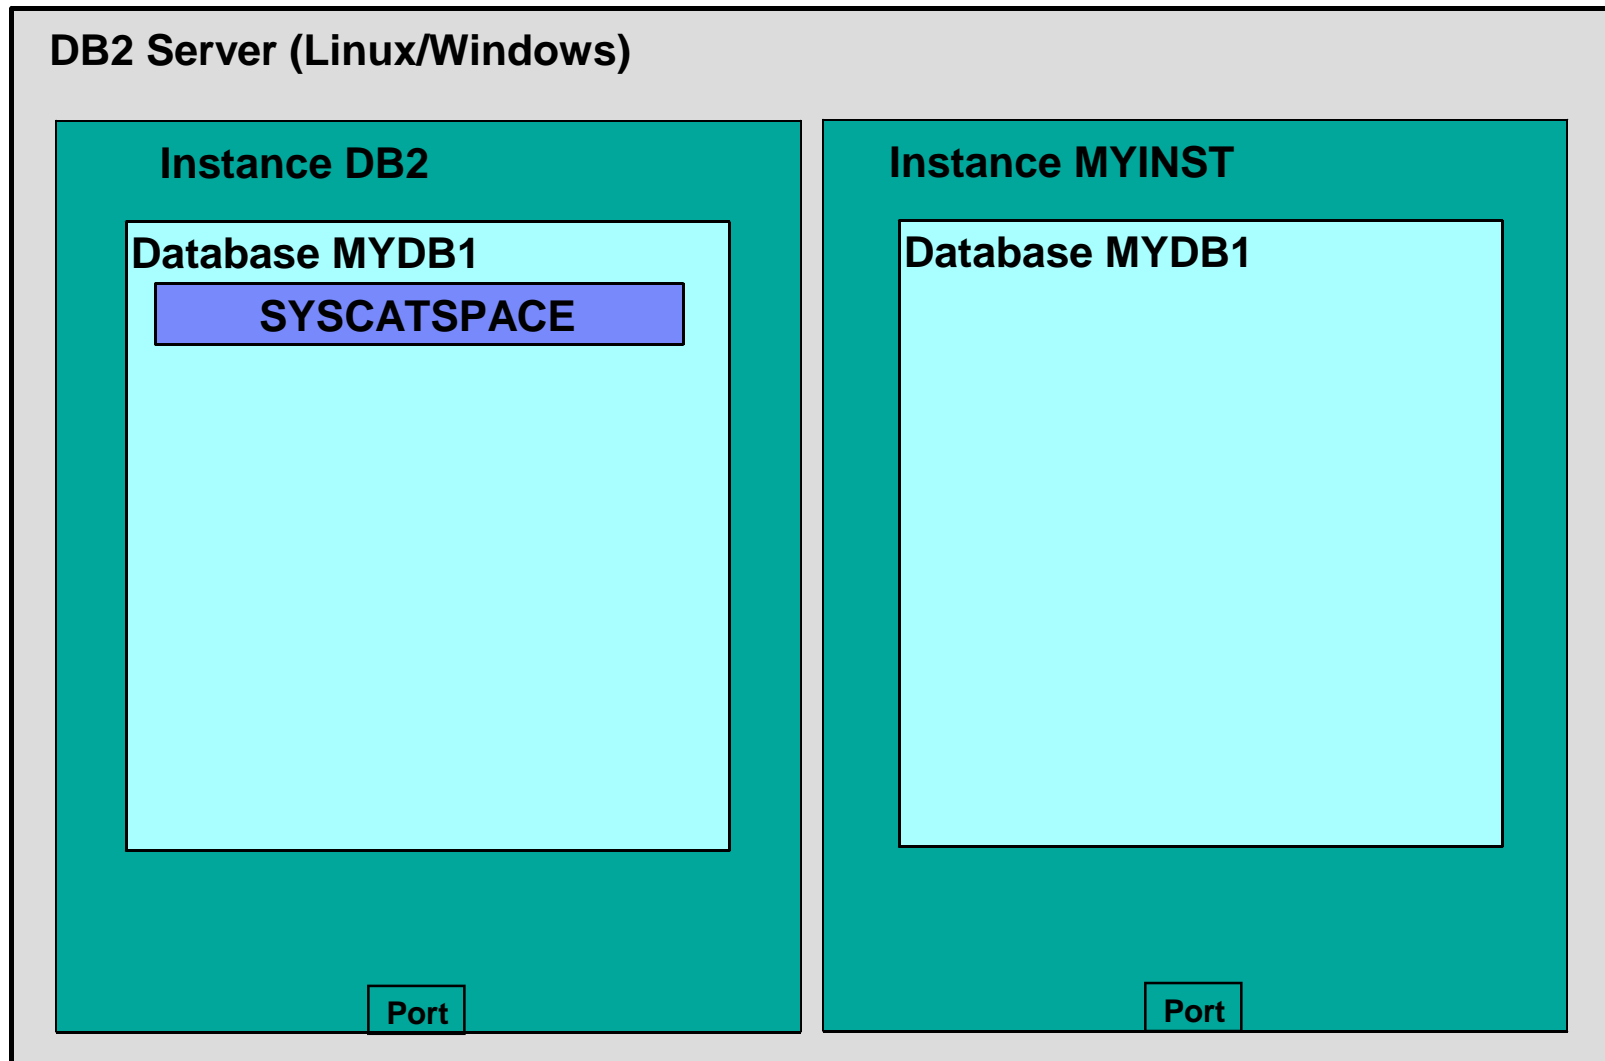 DB2 Server (Linux/Windows)
Instance DB2
Database MYDB1
SYSCATSPACE
Port
Instance MYINST
Database MYDB1
Port